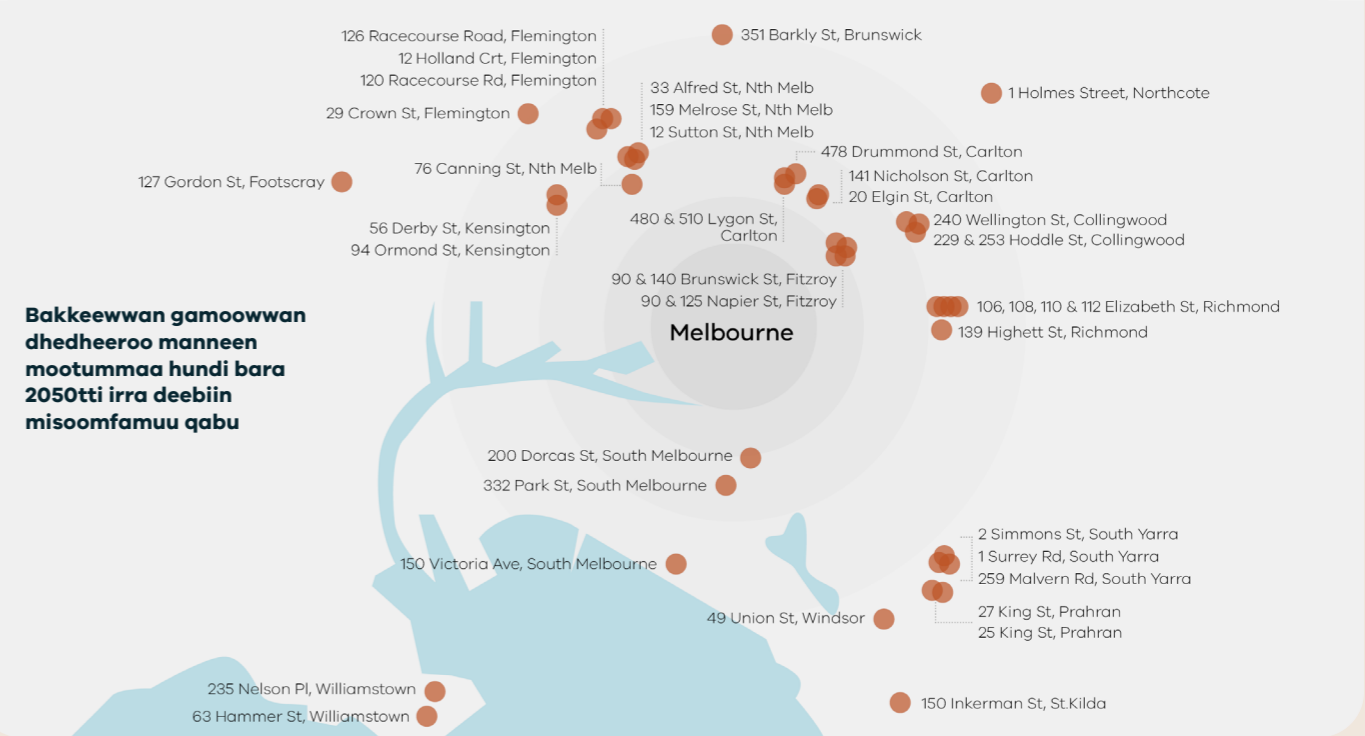 126 Racecourse Road, Flemington
12 Holland Crt, Flemington
120 Racecourse Rd, Flemington
351 Barkly St, Brunswick
33 Alfred St, Nth Melb
159 Melrose St, Nth Melb
12 Sutton St, Nth Melb
1 Holmes Street, Northcote
29 Crown St, Flemington
478 Drummond St, Carlton
76 Canning St, Nth Melb
141 Nicholson St, Carlton
20 Elgin St, Carlton
127 Gordon St, Footscray
480 & 510 Lygon St,
Carlton
240 Wellington St, Collingwood
229 & 253 Hoddle St, Collingwood
56 Derby St, Kensington
94 Ormond St, Kensington
90 & 140 Brunswick St, Fitzroy
90 & 125 Napier St, Fitzroy
106, 108, 110 & 112 Elizabeth St, Richmond
139 Highett St, Richmond
Melbourne
Bakkeewwan gamoowwan
dhedheeroo manneen
mootummaa hundi bara
2050tti irra deebiin
misoomfamuu qabu
200 Dorcas St, South Melbourne
332 Park St, South Melbourne
150 Victoria Ave, South Melbourne
2 Simmons St, South Yarra
1 Surrey Rd, South Yarra
259 Malvern Rd, South Yarra
27 King St, Prahran
25 King St, Prahran
49 Union St, Windsor
235 Nelson Pl, Williamstown
63 Hammer St, Williamstown
150 Inkerman St, St.Kilda